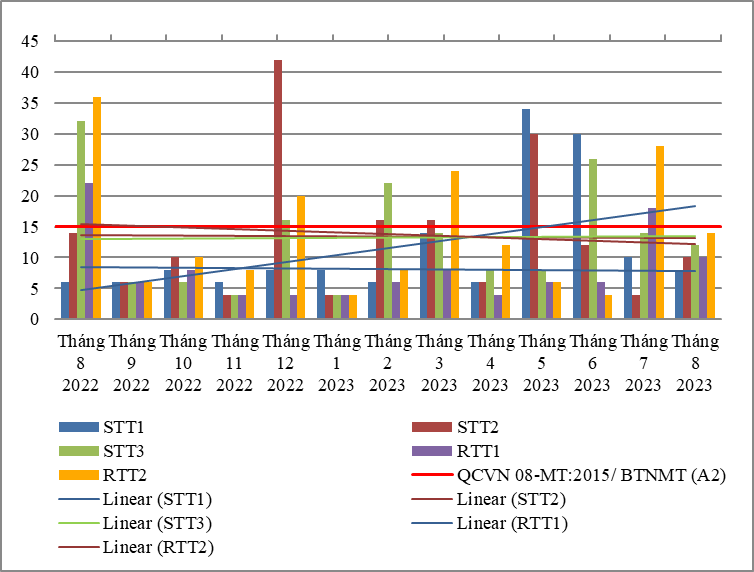 45
40
35
30
25
20
15
10
5
0
Tháng Tháng Tháng Tháng Tháng Tháng Tháng Tháng Tháng Tháng Tháng Tháng Tháng
8 9 10 11 12 1 2 3 4 5 6 7 8
2022 2022 2022 2022 2022 2023 2023 2023 2023 2023 2023 2023 2023
STT1 STT2
STT3 RTT1
RTT2 QCVN 08-MT:2015/ BTNMT (A2)
Linear (STT1) Linear (STT2)
Linear (STT3) Linear (RTT1)
Linear (RTT2)